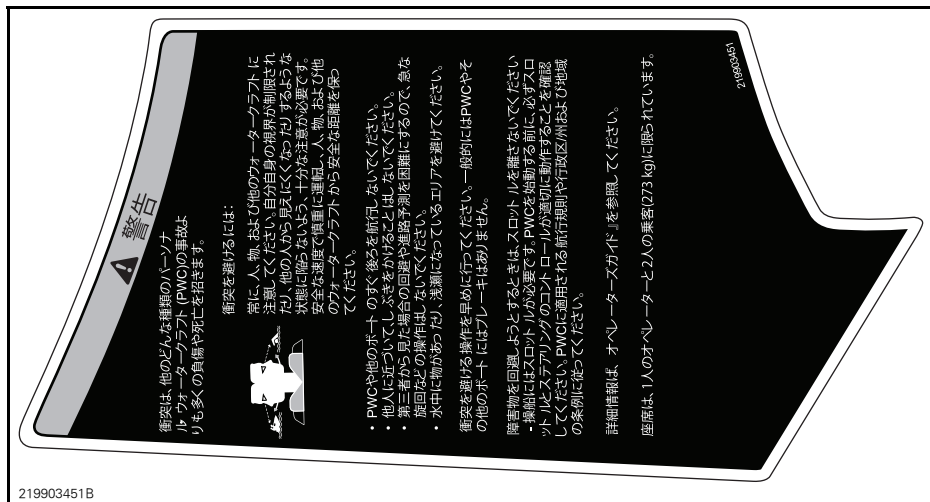 警告
衝突は、他のどんな種類のパーソナ
ル・ウォータークラフト (PWC)の事故よ
りも多くの負傷や死亡を招きます。
衝突を避けるには:
常に、人、物、および他のウォータークラフトに
注意してください。自分自身の視界が制限され
たり、他の人から見えにくくなったりするような
状態に陥らないよう、十分な注意が必要です。
安全な速度で慎重に運転し、人、物、および他
のウォータークラフトから安全な距離を保っ
てください。
・PWCや他のボートのすぐ後ろを航行しないでください。
・他人に近づいて、しぶきをかけることはしないでください。
・第三者から見た場合の回避や進路予測を困難にするので、急な
旋回などの操作はしないでください。
・水中に物があったり、浅瀬になっているエリアを避けてください。
衝突を避ける操作を早めに行ってください。一般的にはPWCやそ
の他のボートにはブレーキはありません。
障害物を回避しようとするときは、スロットルを離さないでください
- 操船にはスロットルが必要です。PWCを始動する前に、必ずスロ
ットルとステアリングのコントロールが適切に動作することを確認
してください。PWCに適用される航行規則や行政区/州および地域
の条例に従ってください。
詳細情報は、オペレーターズガイド』を参照してください。
座席は、1人のオペレーターと2人の乗客(273 kg)に限られています。
219903451
219903451B